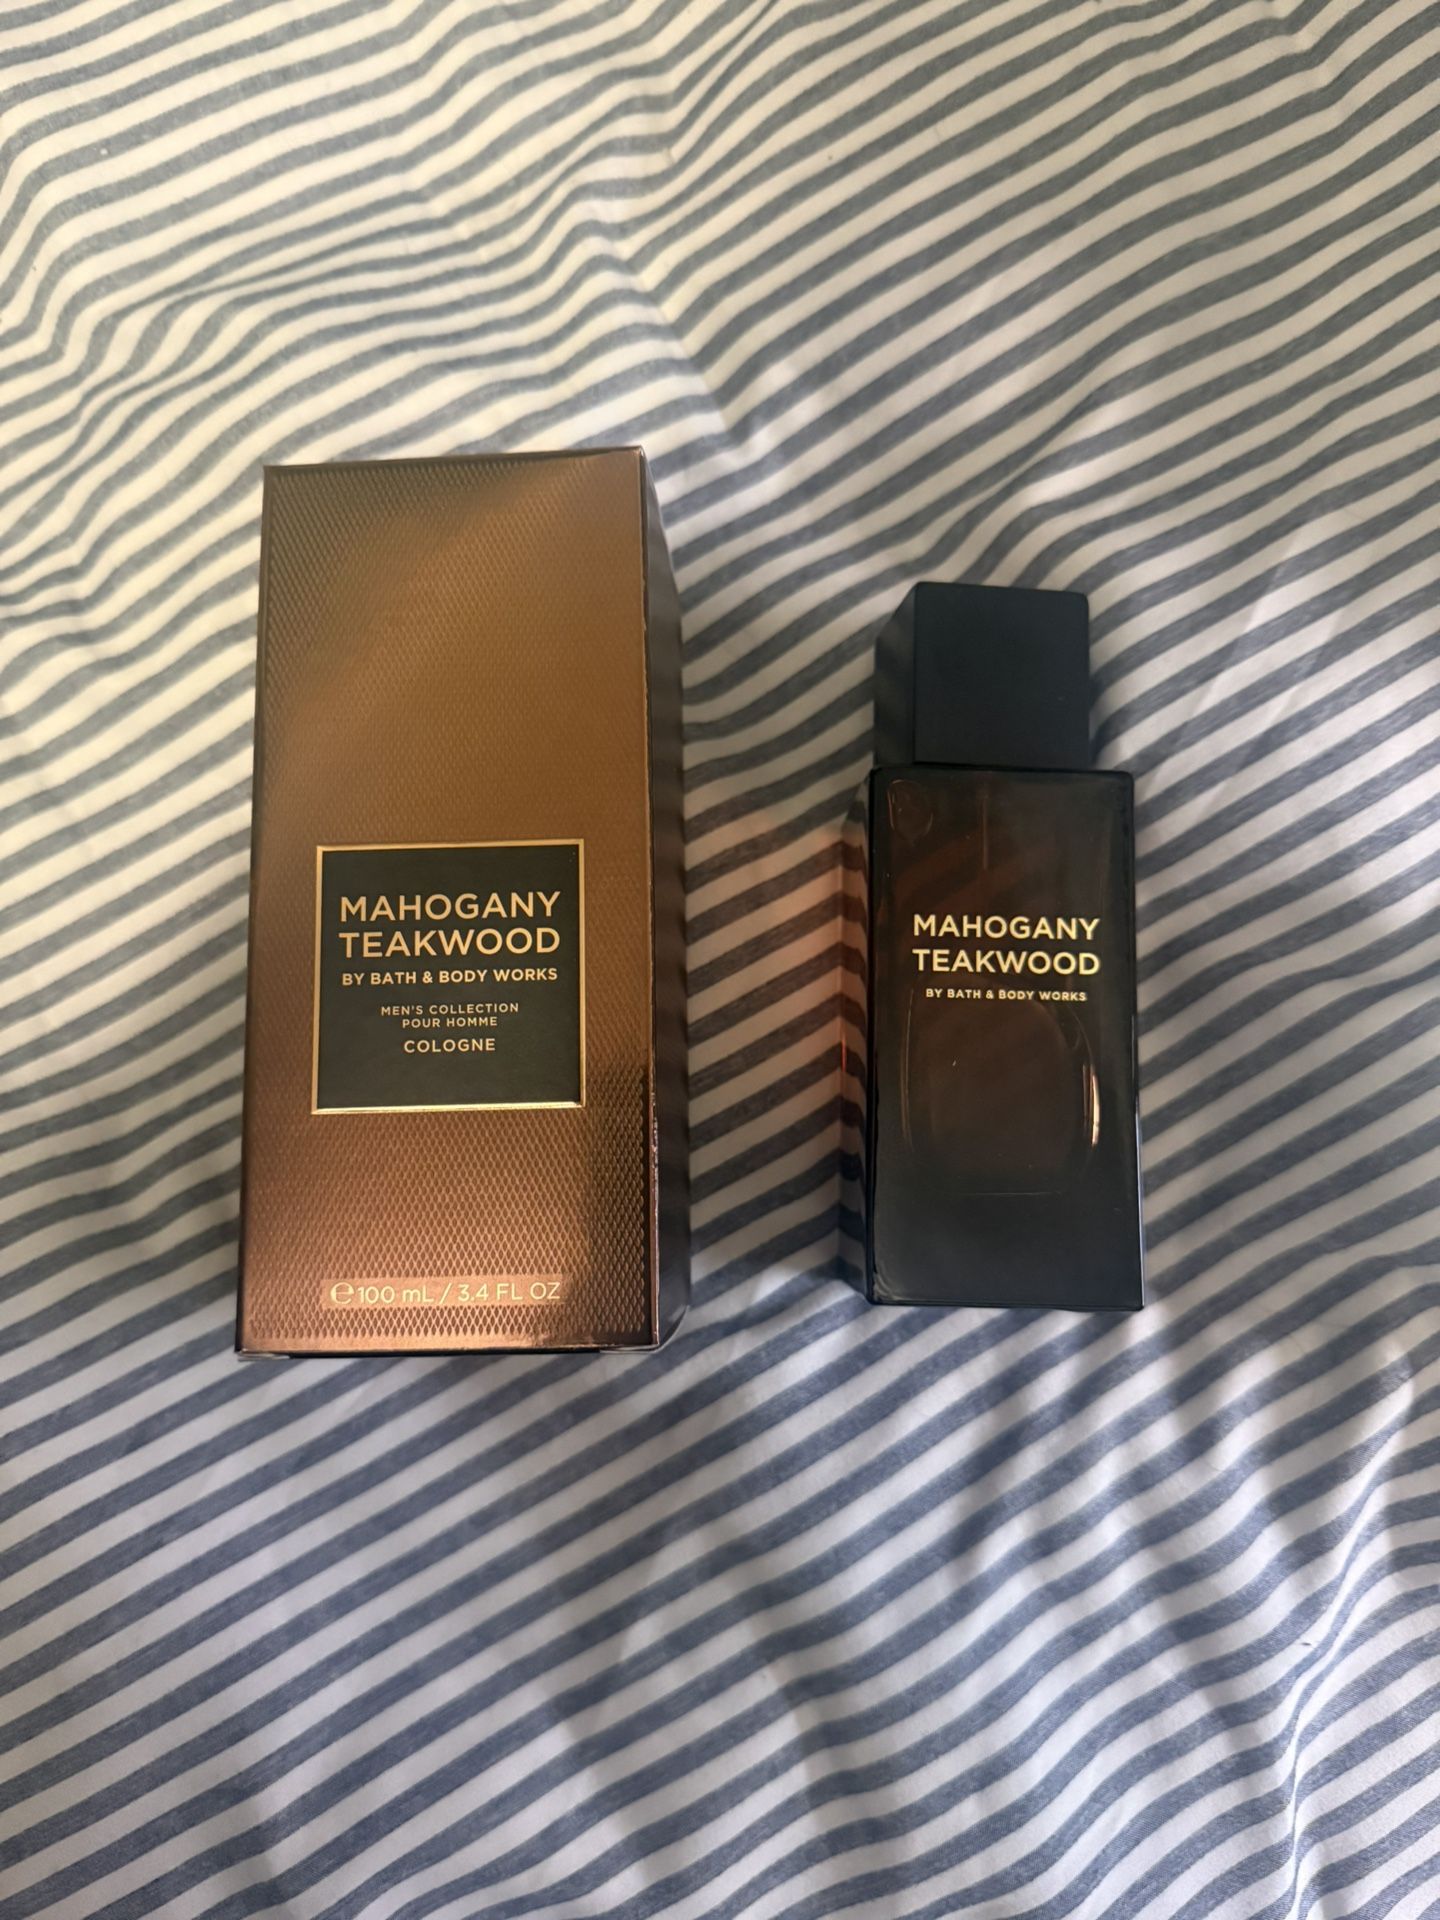 MAHOGANY
TEAKWOOD
BY BATH & BODY WORKS
MEN'S COLLECTION
POUR HOMME
COLOGNE
℮100 mL / 3.4 FL OZ
MAHOGANY
TEAKWOOD
BY BATH & BODY WORKS